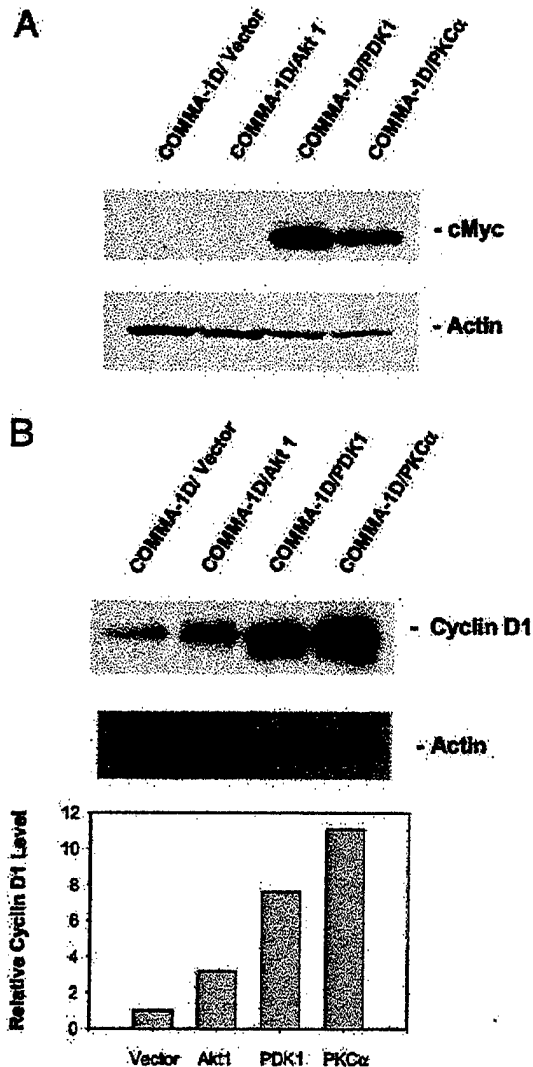 A
COMMA-1D/ Vector
COMMA-1D/Akt 1
COMMA-1D/PDK1
COMMA-1D/PKCα
- cMyc
- Actin
B
COMMA-1D/ Vector
COMMA-1D/Akt 1
COMMA-1D/PDK1
COMMA-1D/PKCα
- Cyclin D1
- Actin
Relative Cyclin D1 Level
12
10
8
6
4
2
0
Vector Akt1 PDK1 PKCα